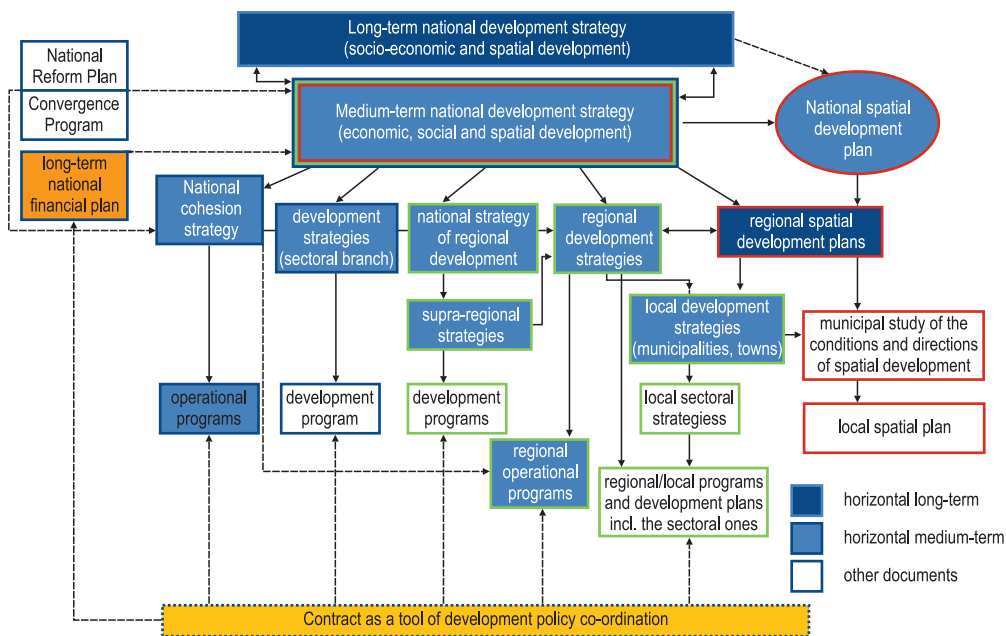 Long-term national development strategy
(socio-economic and spatial development)
National
Reform Plan
Convergence
Program
Medium-term national development strategy
(economic, social and spatial development)
National spatial
development
plan
long-term
national
financial plan
National
cohesion
strategy
development
strategies
(sectoral branch)
national strategy
of regional
development
regional
development
strategies
regional spatial
development plans
supra-regional
strategies
local development
strategies
(municipalities, towns)
municipal study of the
conditions and directions
of spatial development
operational
programs
development
program
development
programs
local sectoral
strategiess
local spatial plan
regional
operational
programs
regional/local programs
and development plans
incl. the sectoral ones
horizontal long-term
horizontal medium-term
other documents
Contract as a tool of development policy co-ordination